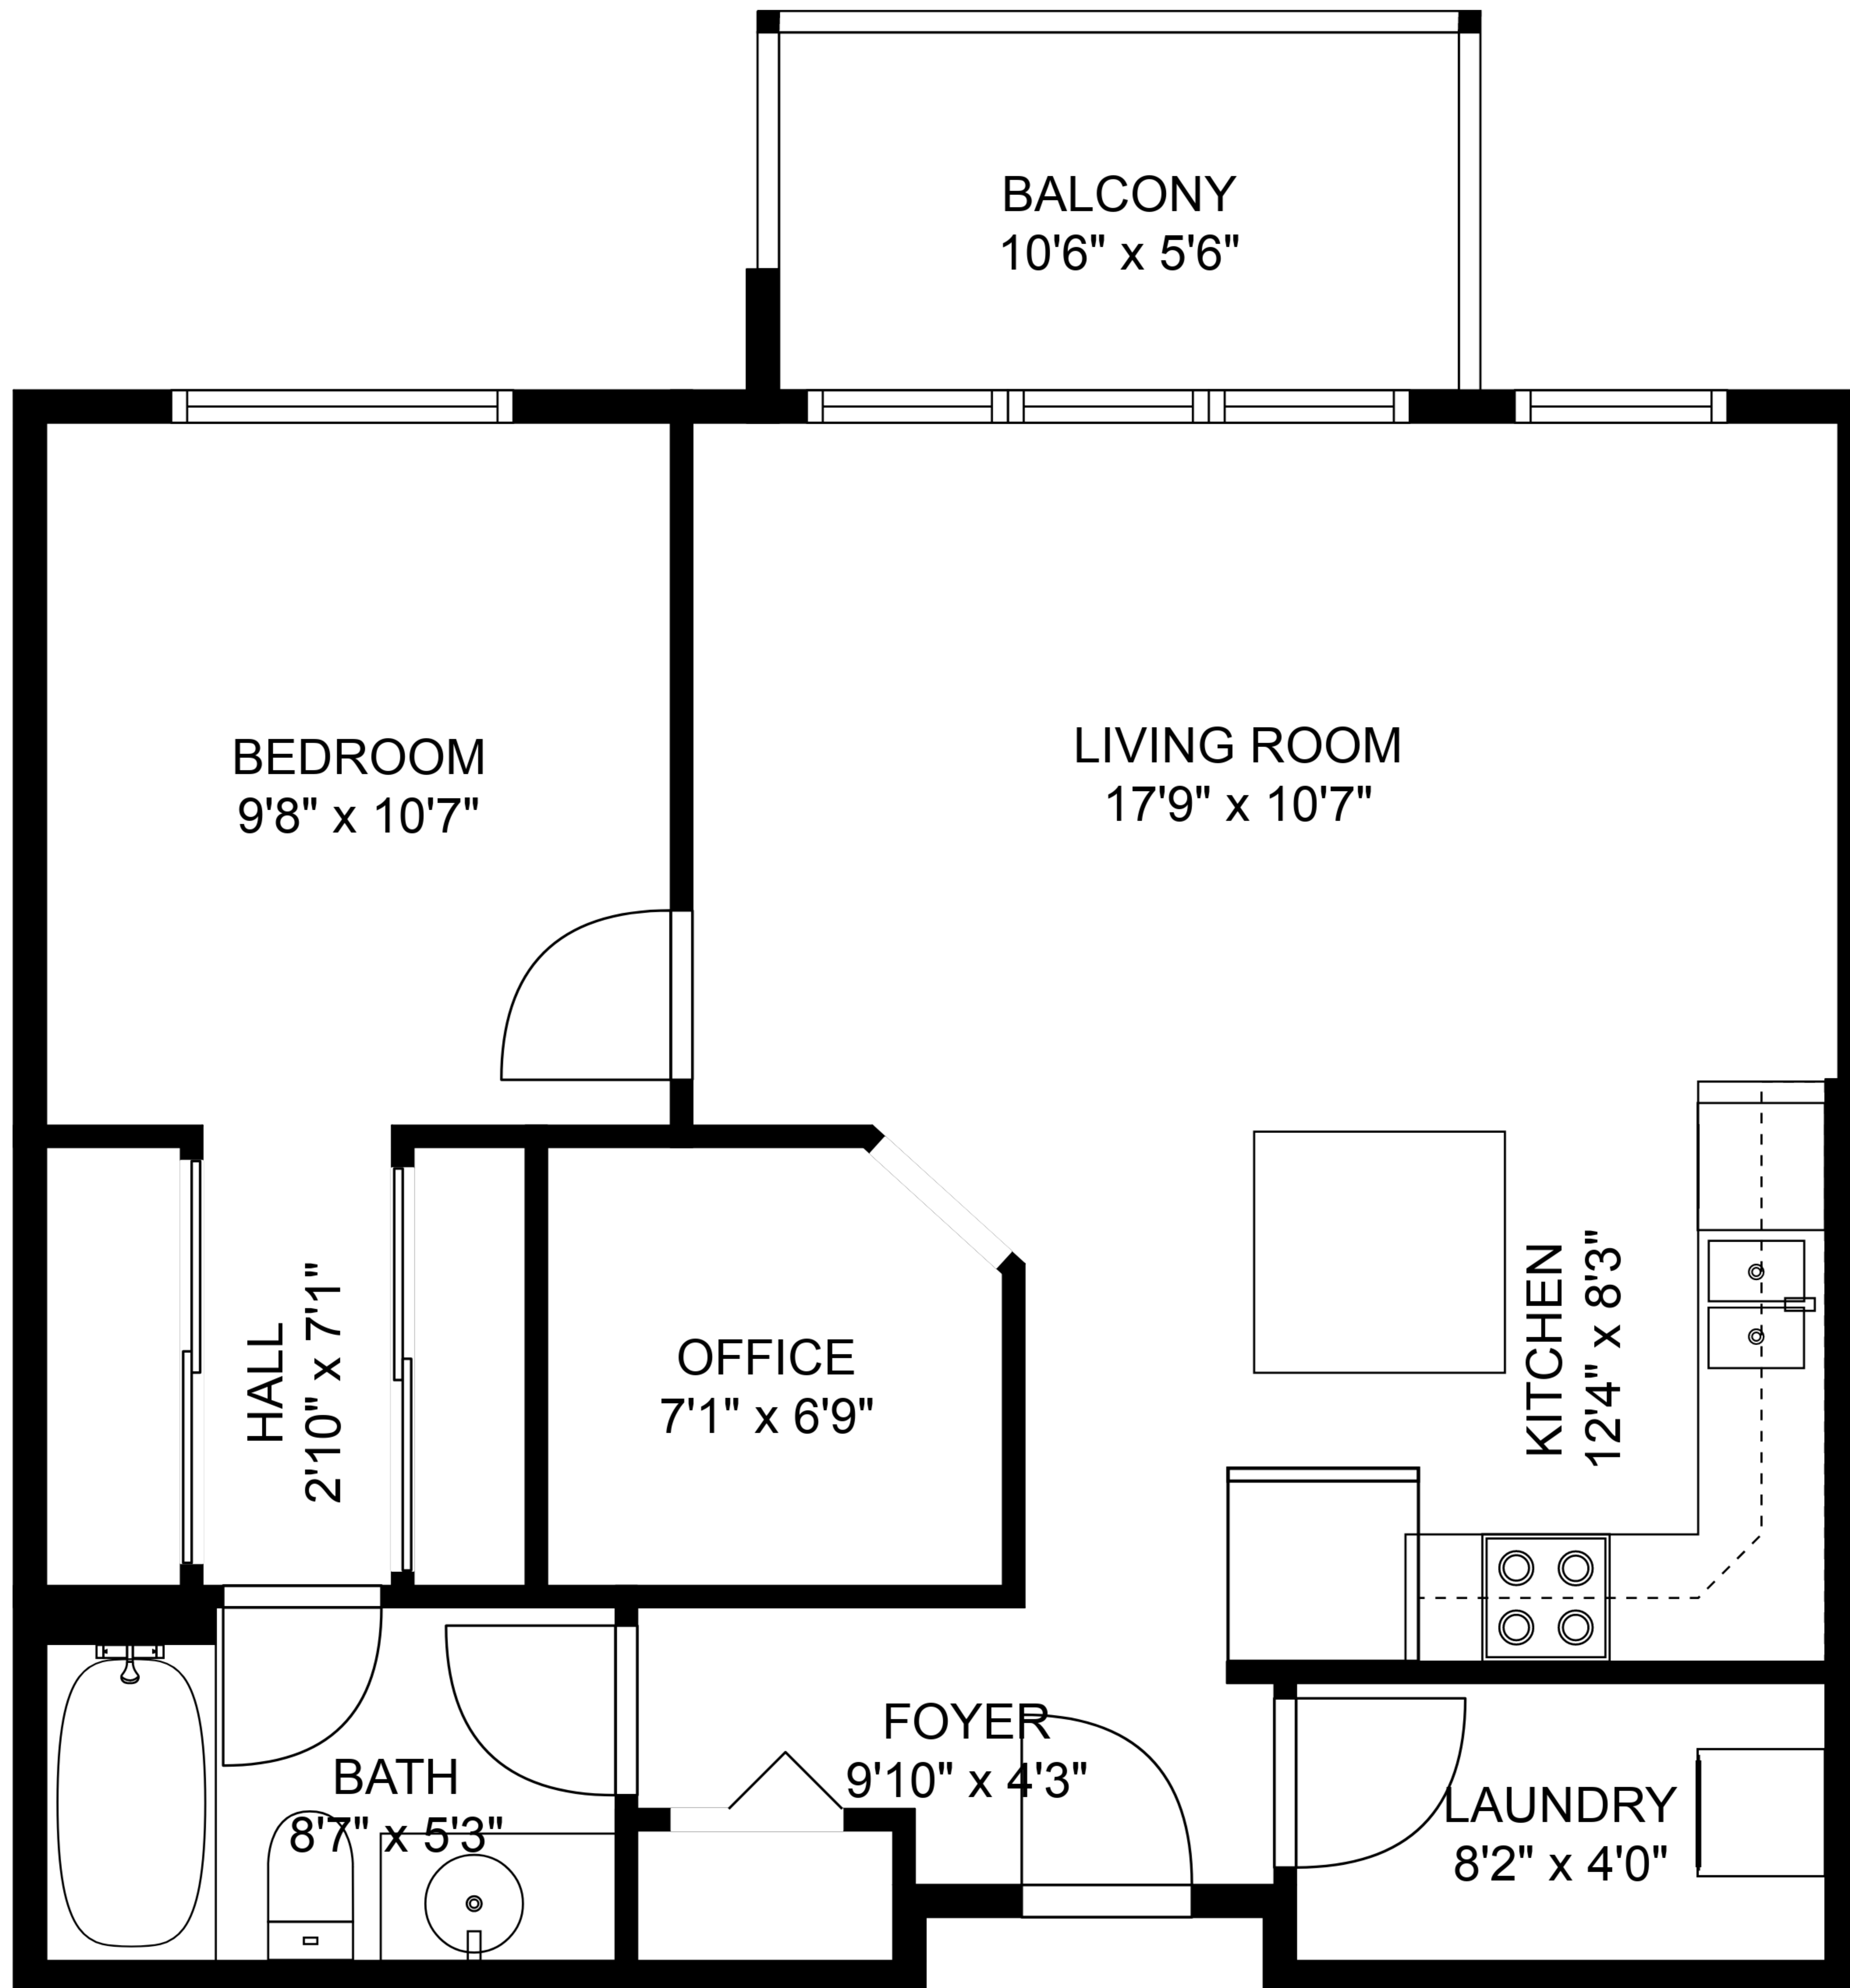 BALCONY
10'6" x 5'6"
BEDROOM
9'8" x 10'7"
LIVING ROOM
17'9" x 10'7"
HALL
2'10" x 7'1"
OFFICE
7'1" x 6'9"
KITCHEN
12'4" x 8'3"
FOYER
9'10" x 4'3"
BATH
8'7" x 5'3"
LAUNDRY
8'2" x 4'0"